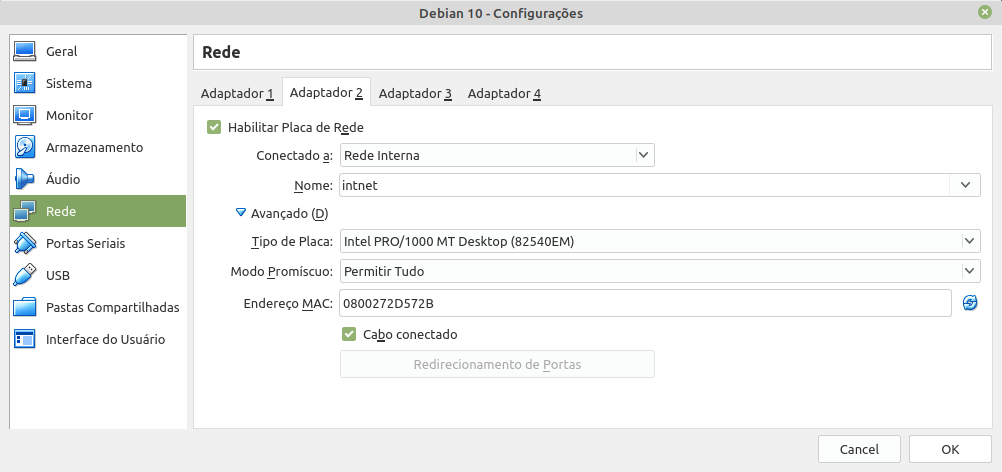 Debian 10 - Configurações
Geral
Sistema
Monitor
Armazenamento
Áudio
Rede
Portas Seriais
USB
Pastas Compartilhadas
Interface do Usuário
Rede
Adaptador 1 Adaptador 2 Adaptador 3 Adaptador 4
Habilitar Placa de Rede
Conectado a: Rede Interna
Nome: intnet
Avançado (D)
Tipo de Placa: Intel PRO/1000 MT Desktop (82540EM)
Modo Promíscuo: Permitir Tudo
Endereço MAC: 0800272D572B
Cabo conectado
Redirecionamento de Portas
Cancel OK